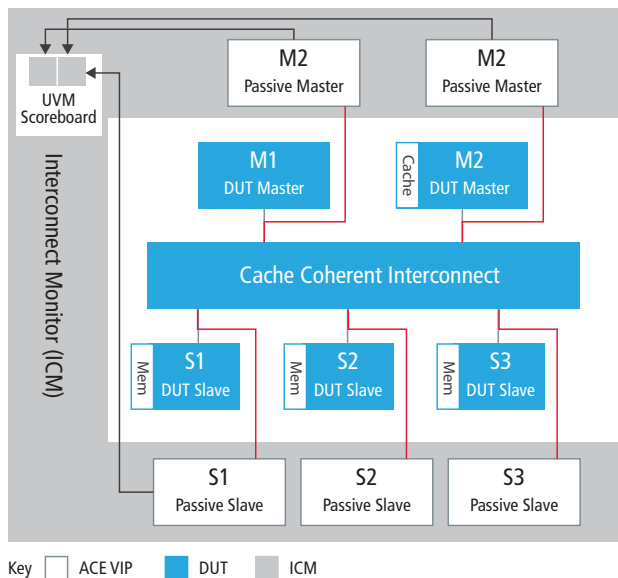 M2
Passive Master
M2
Passive Master
UVM
Scoreboard
Interconnect Monitor (ICM)
M1
DUT Master
Cache
M2
DUT Master
Cache Coherent Interconnect
Mem
S1
DUT Slave
Mem
S2
DUT Slave
Mem
S3
DUT Slave
S1
Passive Slave
S2
Passive Slave
S3
Passive Slave
Key ACE VIP DUT ICM